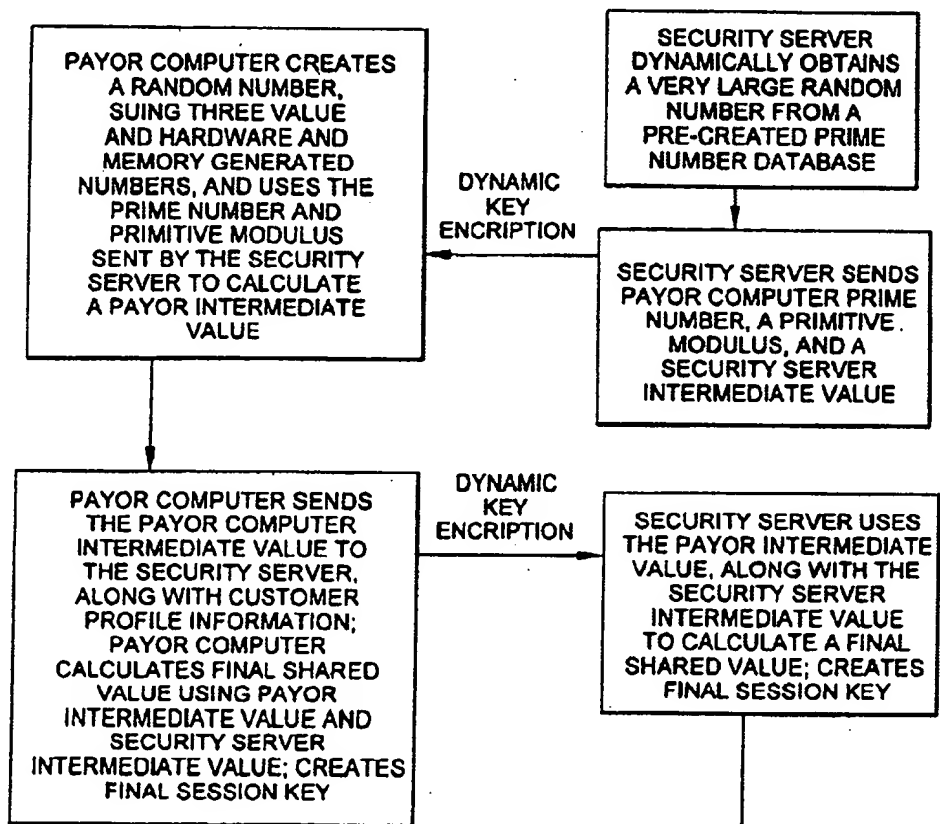 SECURITY SERVER
DYNAMICALLY OBTAINS
A VERY LARGE RANDOM
NUMBER FROM A
PRE-CREATED PRIME
NUMBER DATABASE
SECURITY SERVER SENDS
PAYOR COMPUTER PRIME
NUMBER, A PRIMITIVE
MODULUS, AND A
SECURITY SERVER
INTERMEDIATE VALUE
DYNAMIC
KEY
ENCRIPTION
PAYOR COMPUTER CREATES
A RANDOM NUMBER,
SUING THREE VALUE
AND HARDWARE AND
MEMORY GENERATED
NUMBERS, AND USES THE
PRIME NUMBER AND
PRIMITIVE MODULUS
SENT BY THE SECURITY
SERVER TO CALCULATE
A PAYOR INTERMEDIATE
VALUE
PAYOR COMPUTER SENDS
THE PAYOR COMPUTER
INTERMEDIATE VALUE TO
THE SECURITY SERVER,
ALONG WITH CUSTOMER
PROFILE INFORMATION;
PAYOR COMPUTER
CALCULATES FINAL SHARED
VALUE USING PAYOR
INTERMEDIATE VALUE AND
SECURITY SERVER
INTERMEDIATE VALUE; CREATES
FINAL SESSION KEY
DYNAMIC
KEY
ENCRIPTION
SECURITY SERVER USES
THE PAYOR INTERMEDIATE
VALUE, ALONG WITH THE
SECURITY SERVER
INTERMEDIATE VALUE
TO CALCULATE A FINAL
SHARED VALUE; CREATES
FINAL SESSION KEY